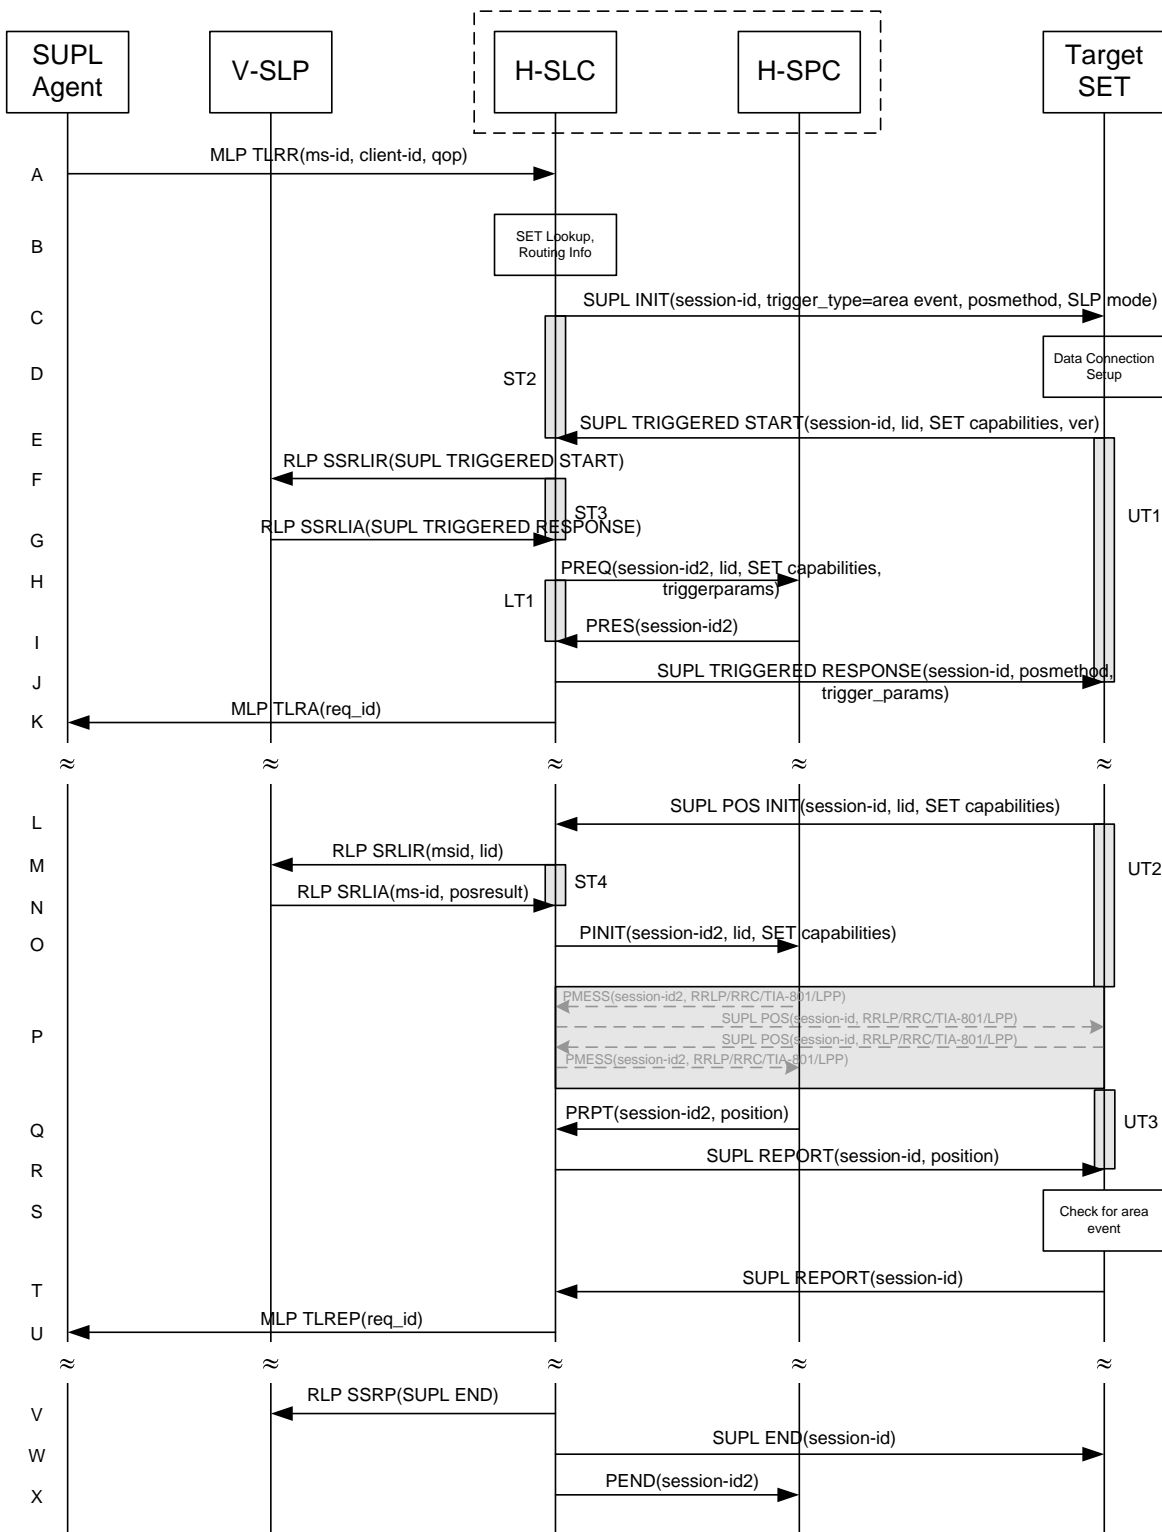 SUPL
Agent
V-SLP
H-SLC
H-SPC
Target
SET
A
MLP TLRR(ms-id, client-id, qop)
B
SET Lookup,
Routing Info
C
SUPL INIT(session-id, trigger_type=area event, posmethod, SLP mode)
D
ST2
Data Connection
Setup
E
SUPL TRIGGERED START(session-id, lid, SET capabilities, ver)
F
RLP SSRLIR(SUPL TRIGGERED START)
ST3
UT1
G
RLP SSRLIA(SUPL TRIGGERED RESPONSE)
H
PREQ(session-id2, lid, SET capabilities,
triggerparams)
LT1
I
PRES(session-id2)
J
SUPL TRIGGERED RESPONSE(session-id, posmethod,
trigger_params)
K
MLP TLRA(req_id)
≈ ≈ ≈ ≈ ≈
L
SUPL POS INIT(session-id, lid, SET capabilities)
M
RLP SRLIR(msid, lid)
ST4
UT2
N
RLP SRLIA(ms-id, posresult)
O
PINIT(session-id2, lid, SET capabilities)
PMESS(session-id2, RRLP/RRC/TIA-801/LPP)
SUPL POS(session-id, RRLP/RRC/TIA-801/LPP)
P
SUPL POS(session-id, RRLP/RRC/TIA-801/LPP)
PMESS(session-id2, RRLP/RRC/TIA-801/LPP)
Q
PRPT(session-id2, position)
UT3
R
SUPL REPORT(session-id, position)
S
Check for area
event
T
SUPL REPORT(session-id)
U
MLP TLREP(req_id)
≈ ≈ ≈ ≈ ≈
V
RLP SSRP(SUPL END)
W
SUPL END(session-id)
X
PEND(session-id2)